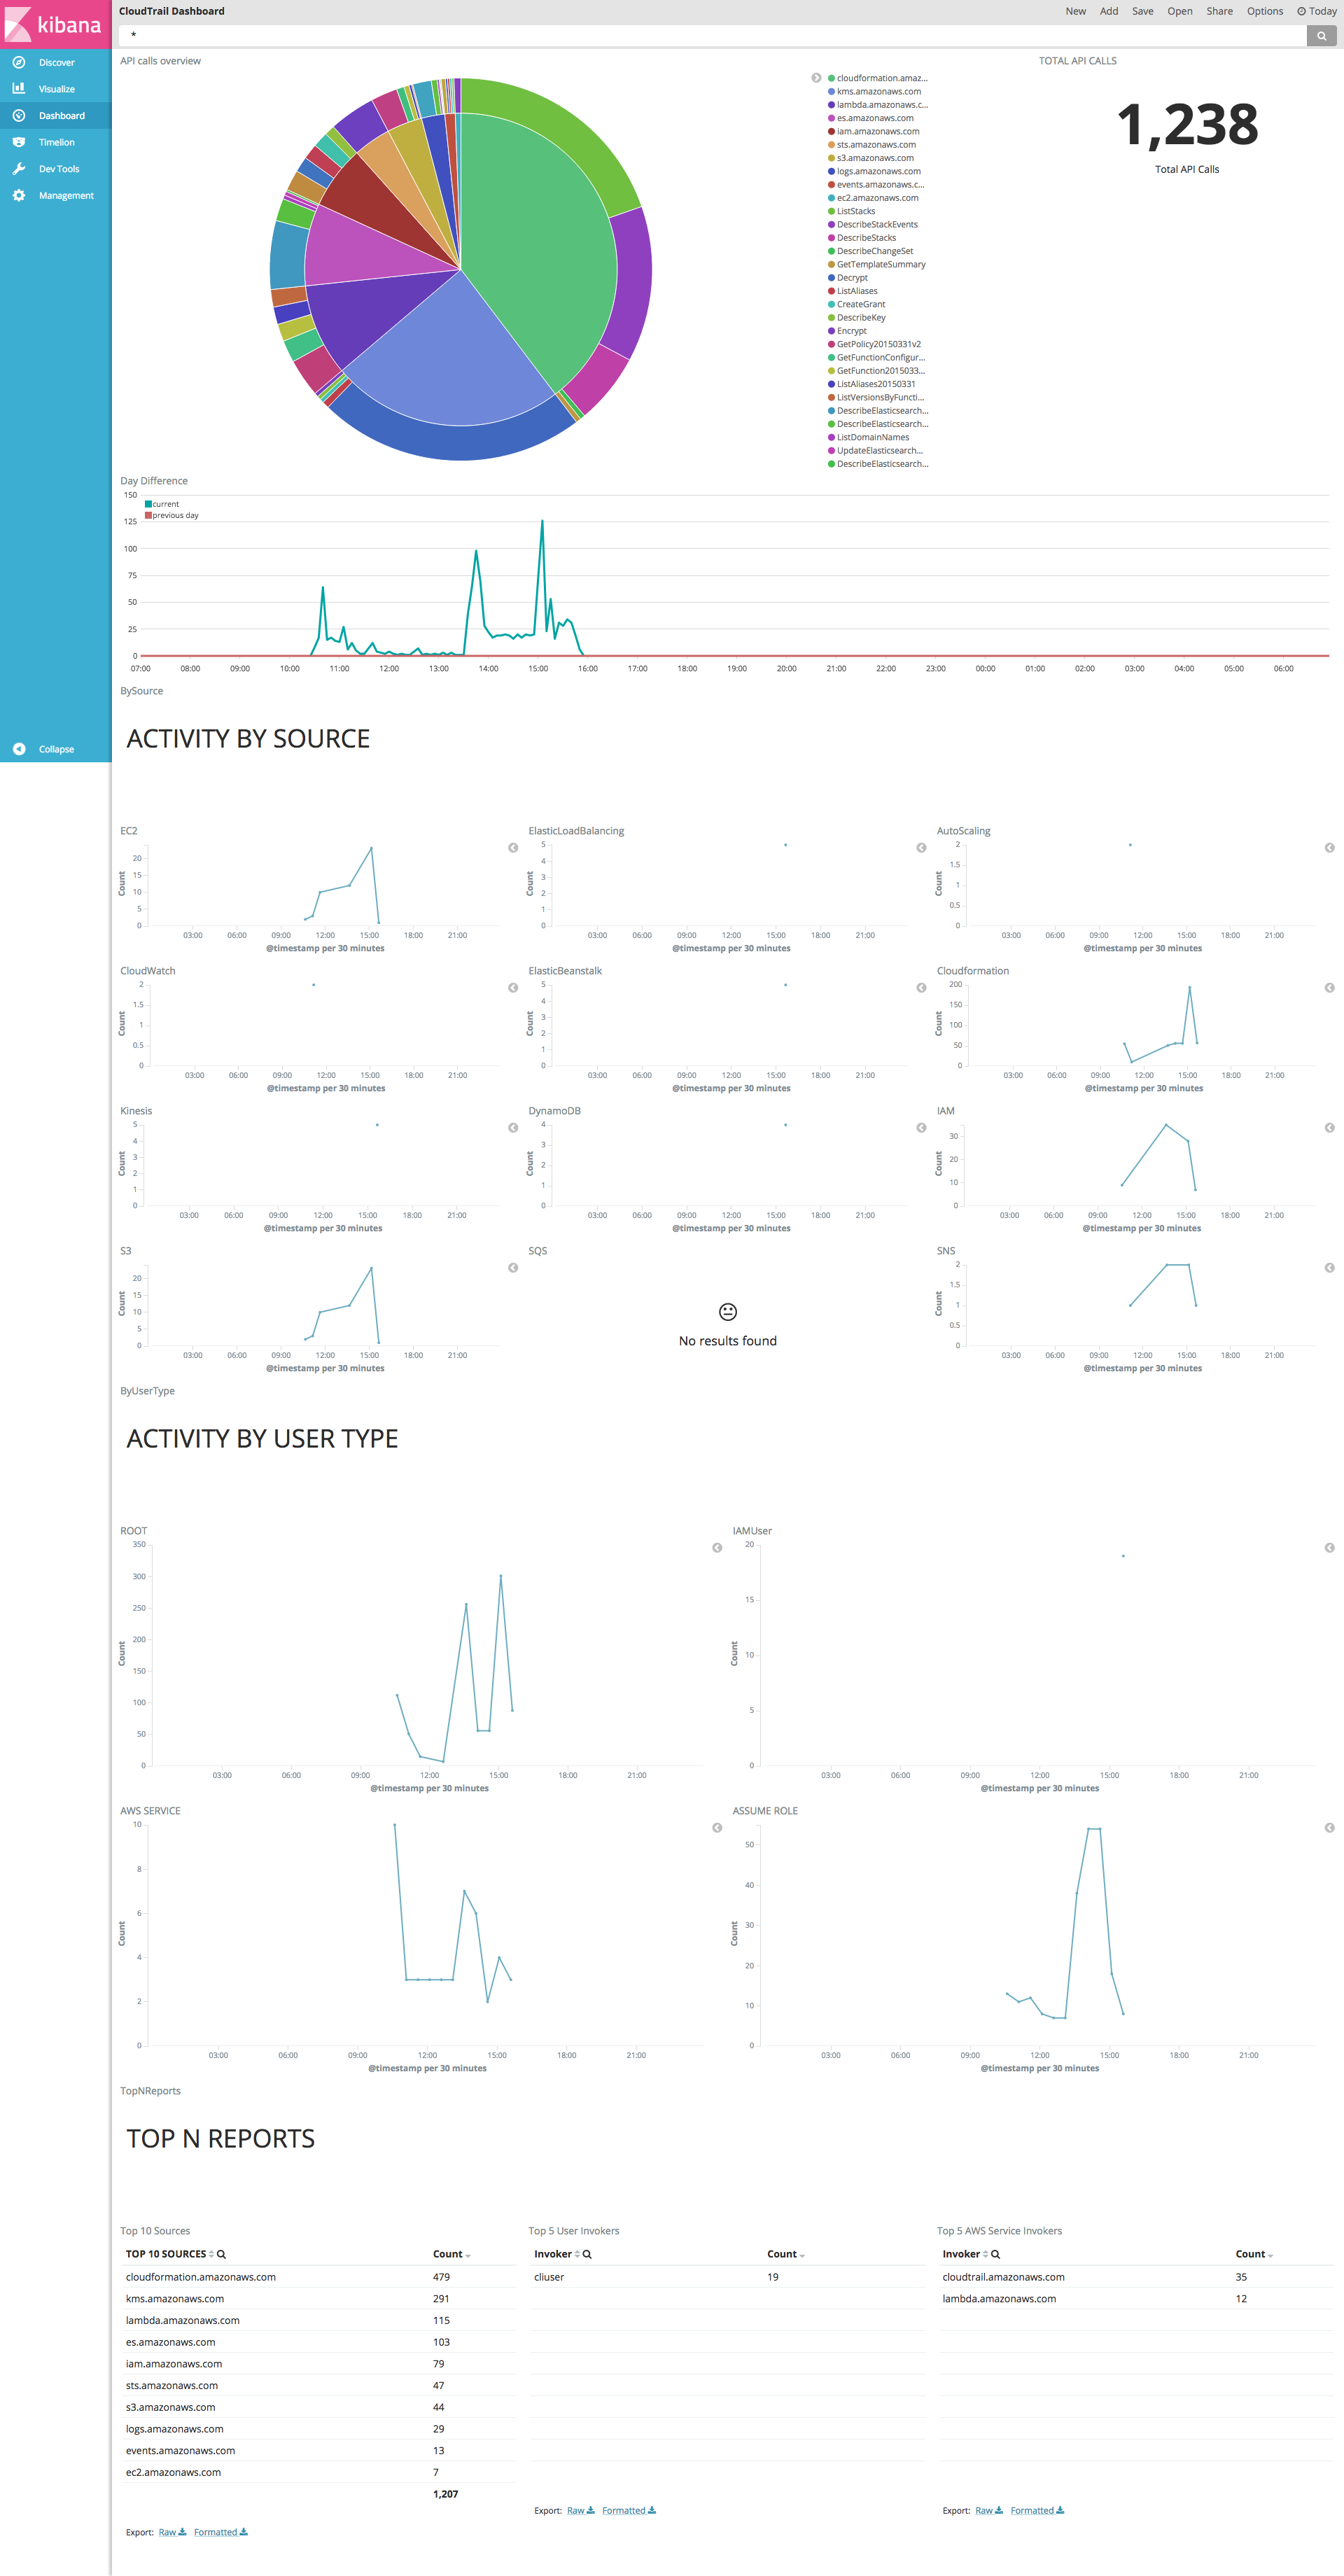 kibana
Discover
Visualize
Dashboard
Timelion
Dev Tools
Management
Collapse
CloudTrail Dashboard
New Add Save Open Share Options Today
*
API calls overview
cloudformation.amaz...
kms.amazonaws.com
lambda.amazonaws.c...
es.amazonaws.com
iam.amazonaws.com
sts.amazonaws.com
s3.amazonaws.com
logs.amazonaws.com
events.amazonaws.c...
ec2.amazonaws.com
ListStacks
DescribeStackEvents
DescribeStacks
DescribeChangeSet
GetTemplateSummary
Decrypt
ListAliases
CreateGrant
DescribeKey
Encrypt
GetPolicy20150331v2
GetFunctionConfigur...
GetFunction2015033...
ListAliases20150331
ListVersionsByFuncti...
DescribeElasticsearch...
DescribeElasticsearch...
ListDomainNames
UpdateElasticsearch...
DescribeElasticsearch...
TOTAL API CALLS
1,238
Total API Calls
Day Difference
150
125
100
75
50
25
0
current
previous day
07:00 08:00 09:00 10:00 11:00 12:00 13:00 14:00 15:00 16:00 17:00 18:00 19:00 20:00 21:00 22:00 23:00 00:00 01:00 02:00 03:00 04:00 05:00 06:00
BySource
ACTIVITY BY SOURCE
EC2
20
15
10
5
0
Count
03:00 06:00 09:00 12:00 15:00 18:00 21:00
@timestamp per 30 minutes
ElasticLoadBalancing
5
4
3
2
1
0
Count
03:00 06:00 09:00 12:00 15:00 18:00 21:00
@timestamp per 30 minutes
AutoScaling
2
1.5
1
0.5
0
Count
03:00 06:00 09:00 12:00 15:00 18:00 21:00
@timestamp per 30 minutes
CloudWatch
2
1.5
1
0.5
0
Count
03:00 06:00 09:00 12:00 15:00 18:00 21:00
@timestamp per 30 minutes
ElasticBeanstalk
5
4
3
2
1
0
Count
03:00 06:00 09:00 12:00 15:00 18:00 21:00
@timestamp per 30 minutes
Cloudformation
200
150
100
50
0
Count
03:00 06:00 09:00 12:00 15:00 18:00 21:00
@timestamp per 30 minutes
Kinesis
5
4
3
2
1
0
Count
03:00 06:00 09:00 12:00 15:00 18:00 21:00
@timestamp per 30 minutes
DynamoDB
4
3
2
1
0
Count
03:00 06:00 09:00 12:00 15:00 18:00 21:00
@timestamp per 30 minutes
IAM
30
20
10
0
Count
03:00 06:00 09:00 12:00 15:00 18:00 21:00
@timestamp per 30 minutes
S3
20
15
10
5
0
Count
03:00 06:00 09:00 12:00 15:00 18:00 21:00
@timestamp per 30 minutes
SQS
No results found
SNS
2
1.5
1
0.5
0
Count
03:00 06:00 09:00 12:00 15:00 18:00 21:00
@timestamp per 30 minutes
ByUserType
ACTIVITY BY USER TYPE
ROOT
350
300
250
200
150
100
50
0
Count
03:00 06:00 09:00 12:00 15:00 18:00 21:00
@timestamp per 30 minutes
IAMUser
20
15
10
5
0
Count
03:00 06:00 09:00 12:00 15:00 18:00 21:00
@timestamp per 30 minutes
AWS SERVICE
10
8
6
4
2
0
Count
03:00 06:00 09:00 12:00 15:00 18:00 21:00
@timestamp per 30 minutes
ASSUME ROLE
50
40
30
20
10
0
Count
03:00 06:00 09:00 12:00 15:00 18:00 21:00
@timestamp per 30 minutes
TopNReports
TOP N REPORTS
Top 10 Sources
TOP 10 SOURCES Count
cloudformation.amazonaws.com 479
kms.amazonaws.com 291
lambda.amazonaws.com 115
es.amazonaws.com 103
iam.amazonaws.com 79
sts.amazonaws.com 47
s3.amazonaws.com 44
logs.amazonaws.com 29
events.amazonaws.com 13
ec2.amazonaws.com 7
1,207
Export: Raw Formatted
Top 5 User Invokers
Invoker Count
cliuser 19
Export: Raw Formatted
Top 5 AWS Service Invokers
Invoker Count
cloudtrail.amazonaws.com 35
lambda.amazonaws.com 12
Export: Raw Formatted